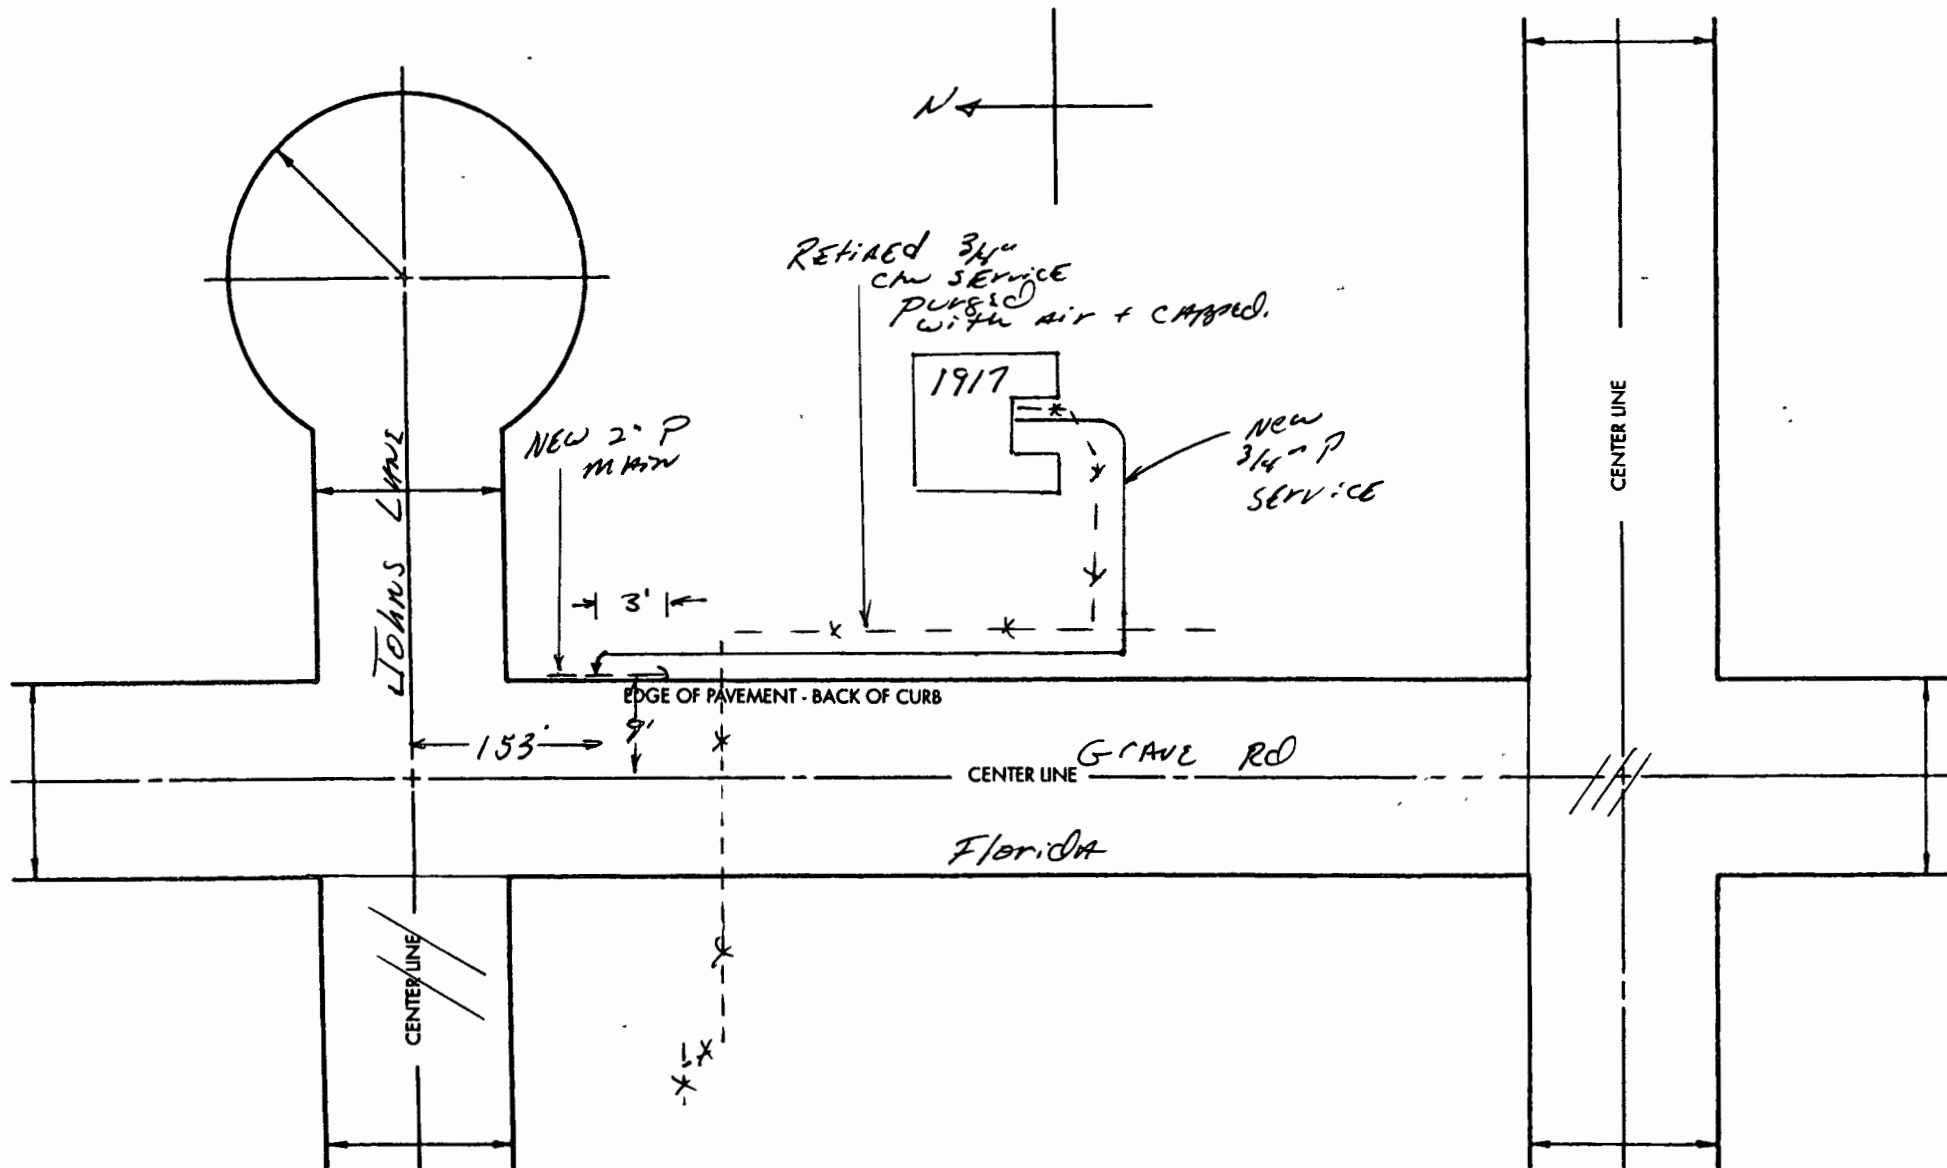 N
Retired 3/4"
CW SERVICE
purged
with Air + CAPPED.
1917
NEW 2" P
MAIN
New
3/4" P
SERVICE
Johns LANE
3'
EDGE OF PAVEMENT - BACK OF CURB
9'
153'
CENTER LINE
GrAVE Rd
Florida
CENTER LINE
CENTER LINE